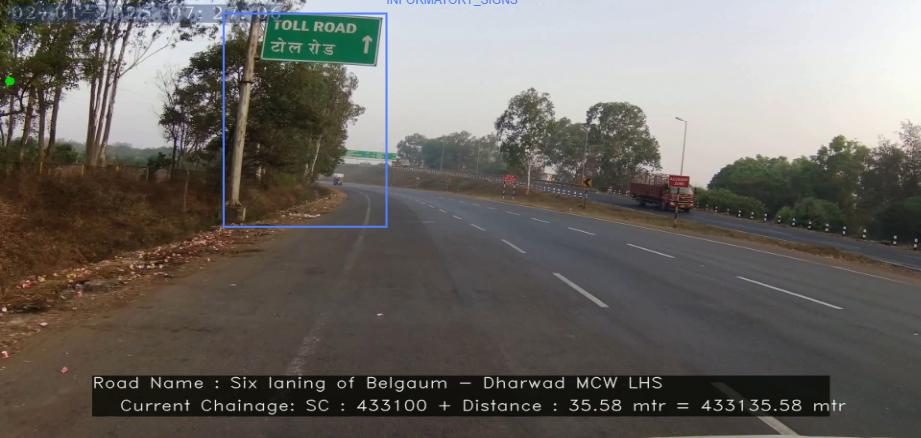 INFORMATORY_SIGNS
TOLL ROAD
टोल रोड
Road Name : Six laning of Belgaum - Dharwad MCW LHS
Current Chainage: SC : 433100 + Distance : 35.58 mtr = 433135.58 mtr